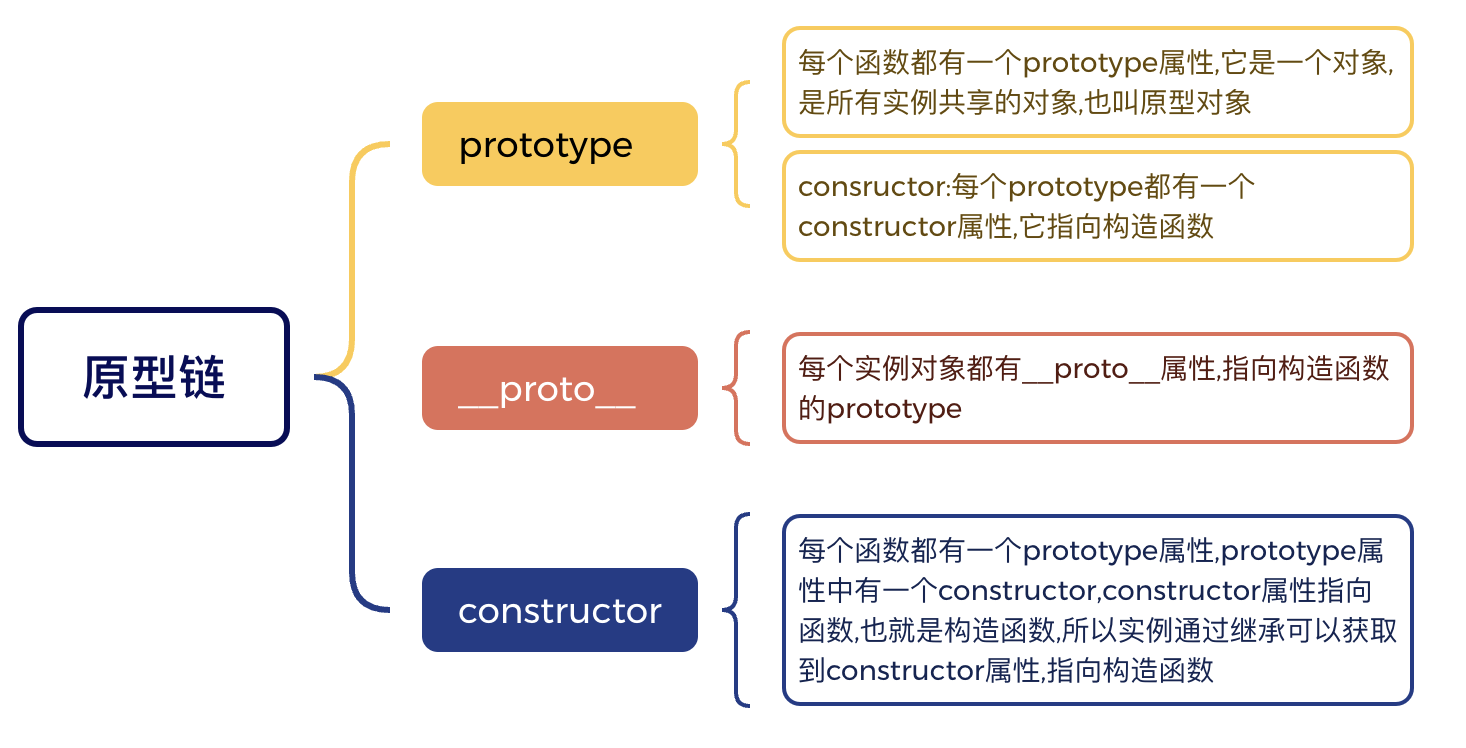 原型链
prototype
每个函数都有一个prototype属性,它是一个对象,
是所有实例共享的对象,也叫原型对象
consructor:每个prototype都有一个
constructor属性,它指向构造函数
__proto__
每个实例对象都有__proto__属性,指向构造函数
的prototype
constructor
每个函数都有一个prototype属性,prototype属
性中有一个constructor,constructor属性指向
函数,也就是构造函数,所以实例通过继承可以获取
到constructor属性,指向构造函数